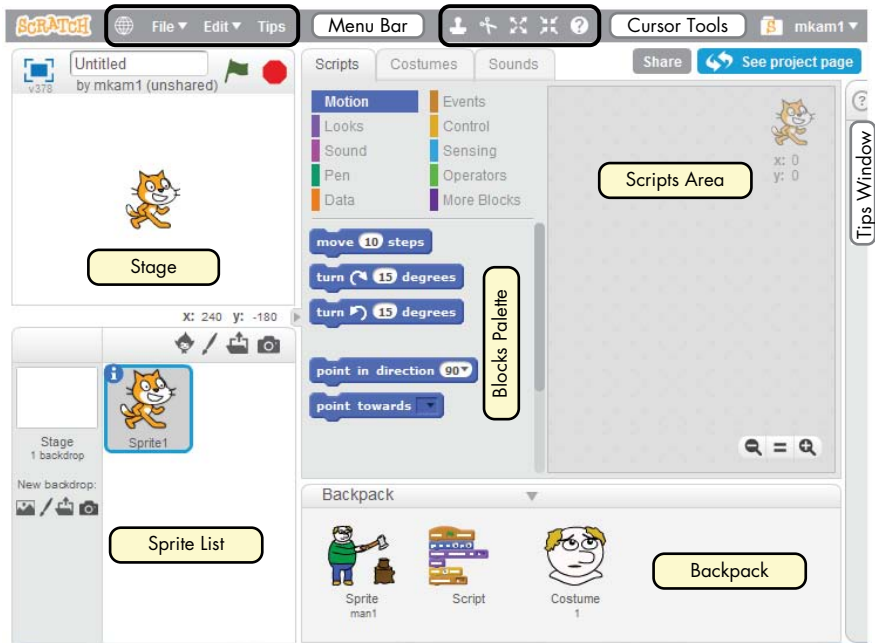 SCRATCH File Edit Tips Menu Bar Cursor Tools mkam1
v378 Untitled
by mkam1 (unshared)
Scripts Costumes Sounds Share See project page
Motion Events
Looks Control
Sound Sensing
Pen Operators
Data More Blocks
x: 0
y: 0
Scripts Area
Tips Window
Stage
move 10 steps
turn 15 degrees
turn 15 degrees
point in direction 90
point towards
Blocks Palette
X: 240 y: -180
Stage
1 backdrop
New backdrop:
Sprite1
Sprite List
Backpack
Sprite
man1
Script
Costume
1
Backpack